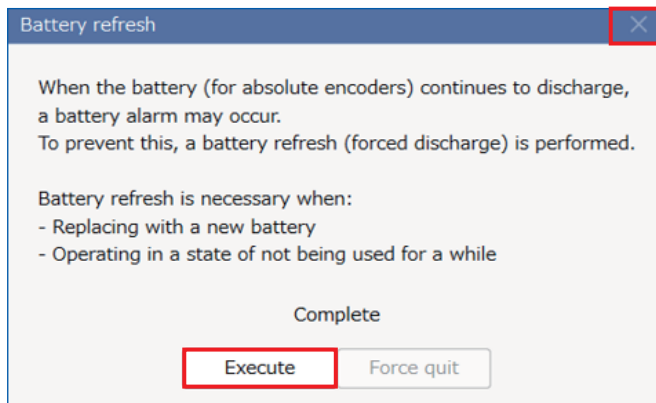 Battery refresh
When the battery (for absolute encoders) continues to discharge,
a battery alarm may occur.
To prevent this, a battery refresh (forced discharge) is performed.
Battery refresh is necessary when:
- Replacing with a new battery
- Operating in a state of not being used for a while
Complete
Execute Force quit